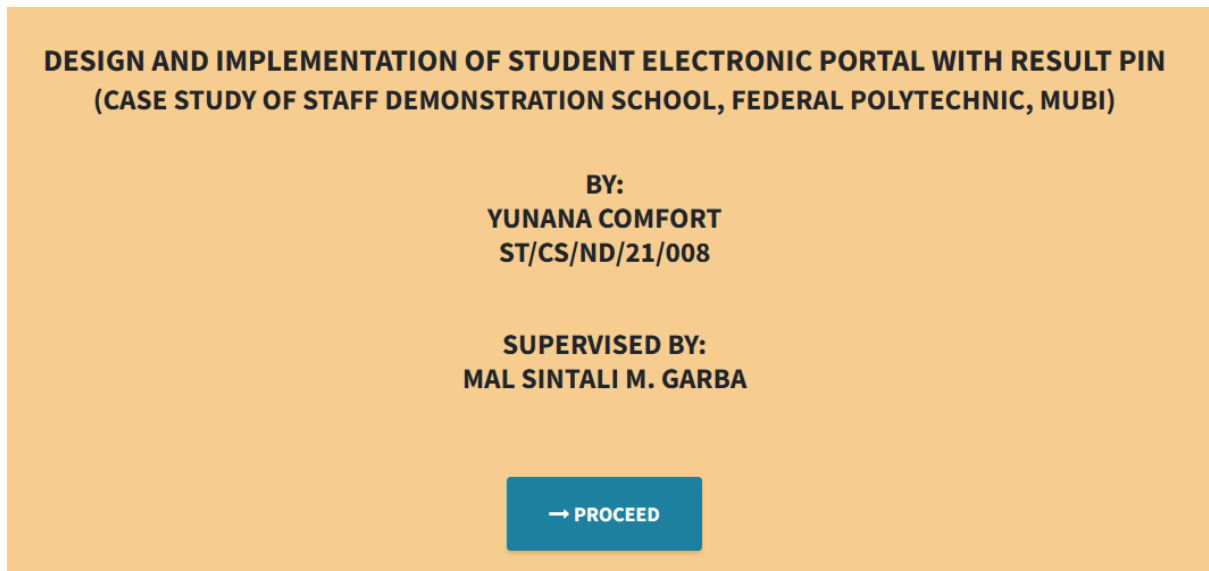 DESIGN AND IMPLEMENTATION OF STUDENT ELECTRONIC PORTAL WITH RESULT PIN
(CASE STUDY OF STAFF DEMONSTRATION SCHOOL, FEDERAL POLYTECHNIC, MUBI)
BY:
YUNANA COMFORT
ST/CS/ND/21/008
SUPERVISED BY:
MAL SINTALI M. GARBA
→ PROCEED